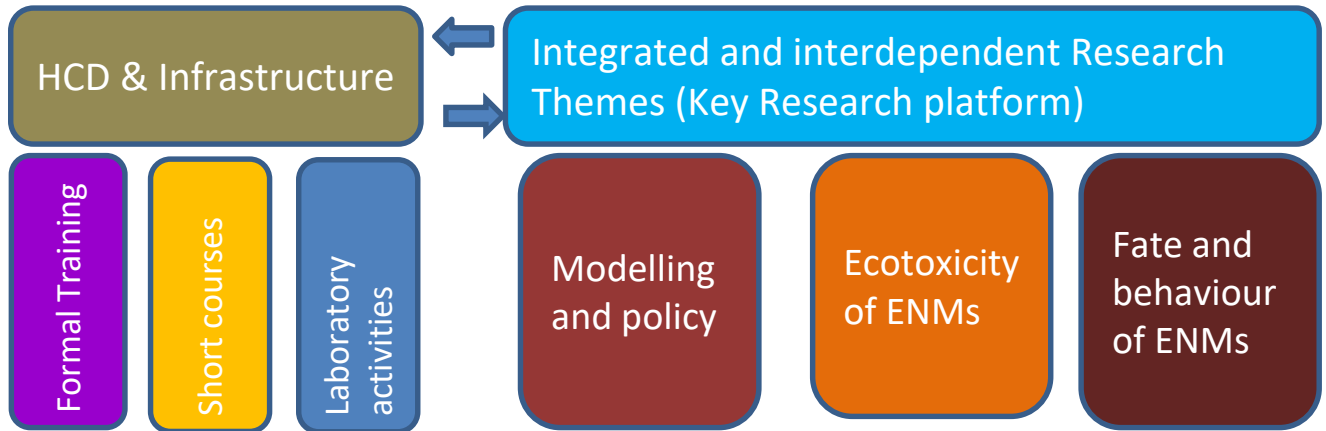 HCD & Infrastructure
Integrated and interdependent Research
Themes (Key Research platform)
Formal Training
Short courses
Laboratory
activities
Modelling
and policy
Ecotoxicity
of ENMs
Fate and
behaviour
of ENMs